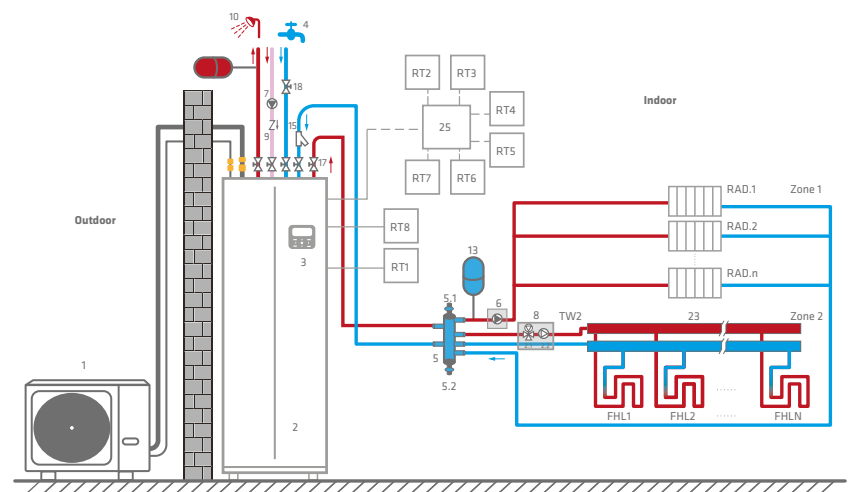 10
4
RT2
RT3
18
7
RT4
Indoor
15
25
9
RT5
17
RT7
RT6
RAD.1
Zone 1
Outdoor
RT8
RAD.2
3
13
RT1
RAD.n
5.1
6
8
TW2
23
Zone 2
5
1
5.2
FHL1
FHL2
FHLN
2